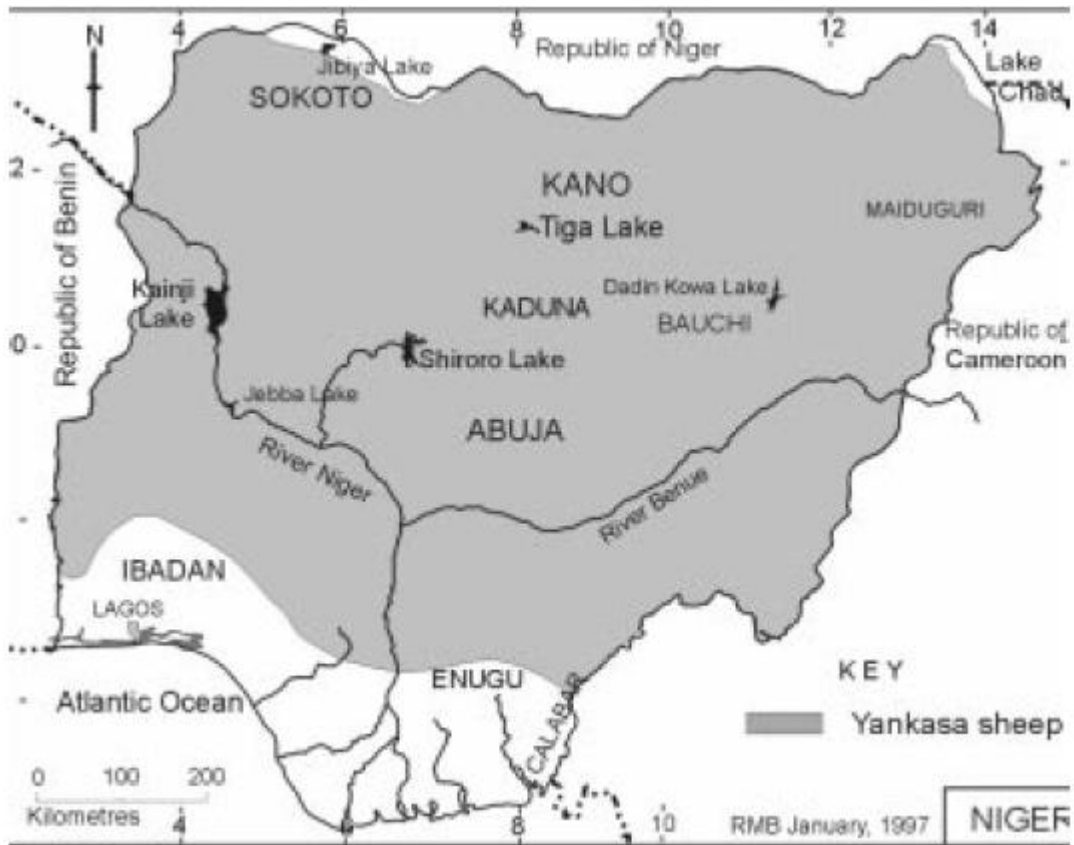 4 6 8 10 12 14
N
Republic of Niger
Jibiya Lake
SOKOTO
Lake
Chad
2 -
Republic of Benin
KANO
Tiga Lake
MAIDUGURI
Kainji
Lake
Dadin Kowa Lake
KADUNA
BAUCHI
Republic of
Cameroon
0 -
Shiroro Lake
Jebba Lake
ABUJA
River Niger
River Benue
IBADAN
LAGOS
ENUGU
KEY
Atlantic Ocean
CALABAR
Yankasa sheep
0 100 200
Kilometres
4 6 8 10
RMB January, 1997
NIGER